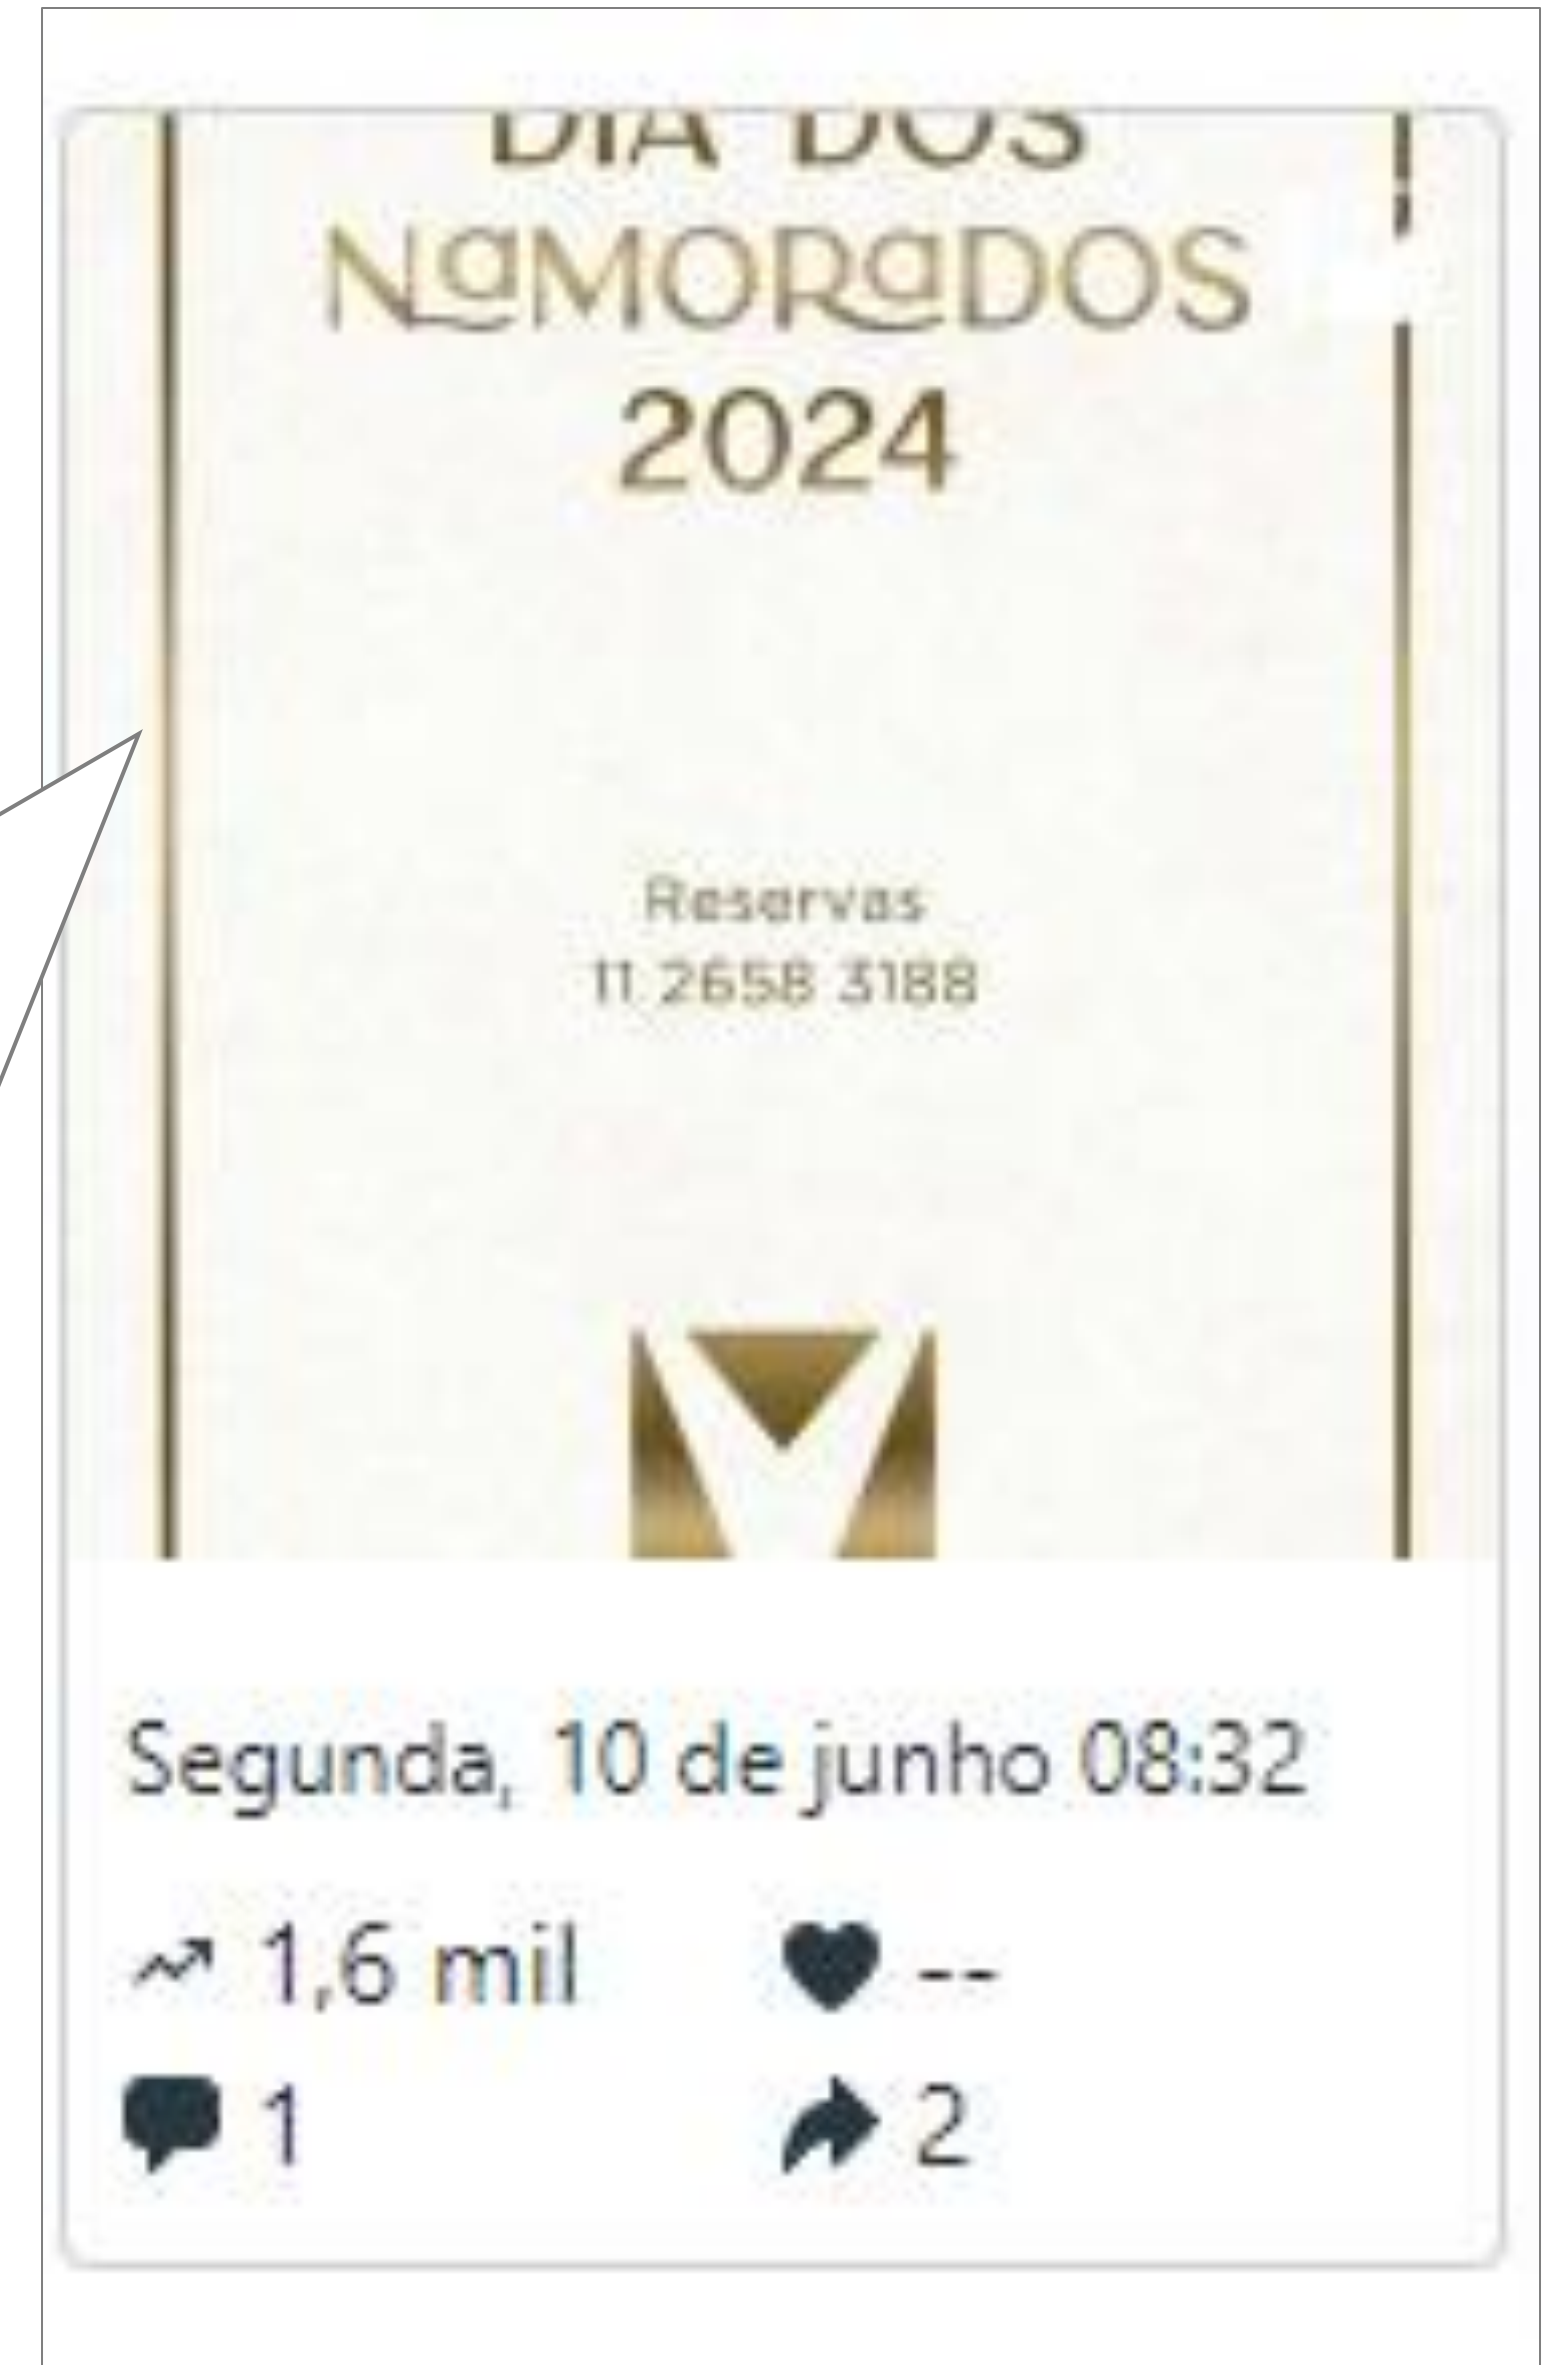 DIA DOS
NaMORaDOS
2024
Reservas
11 2658 3188
Segunda, 10 de junho 08:32
1,6 mil
--
1
2